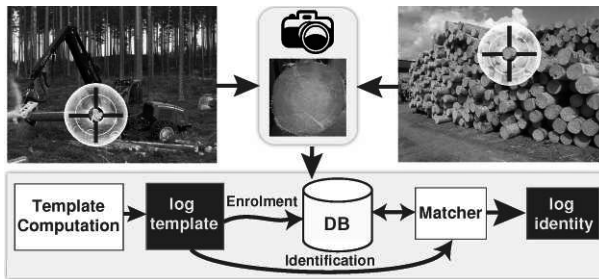 Template
Computation
log
template
Enrolment
DB
Matcher
log
identity
Identification